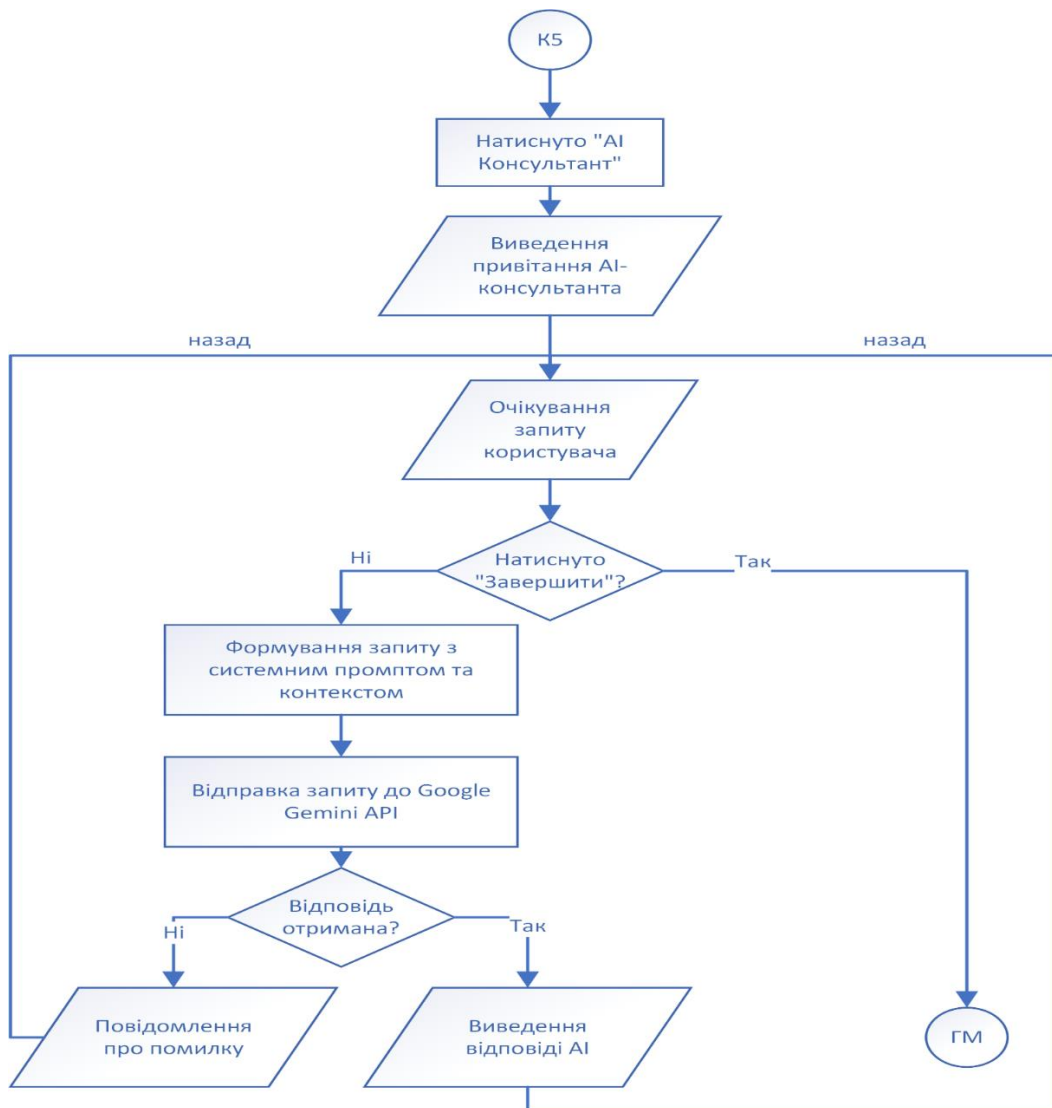 К5
Натиснуто "AI
Консультант"
Виведення
привітання AI-
консультанта
назад
назад
Очікування
запиту
користувача
Ні
Натиснуто
"Завершити"?
Так
Формування запиту з
системним промптом та
контекстом
Відправка запиту до Google
Gemini API
Відповідь
отримана?
Ні
Так
Повідомлення
про помилку
Виведення
відповіді AI
ГМ